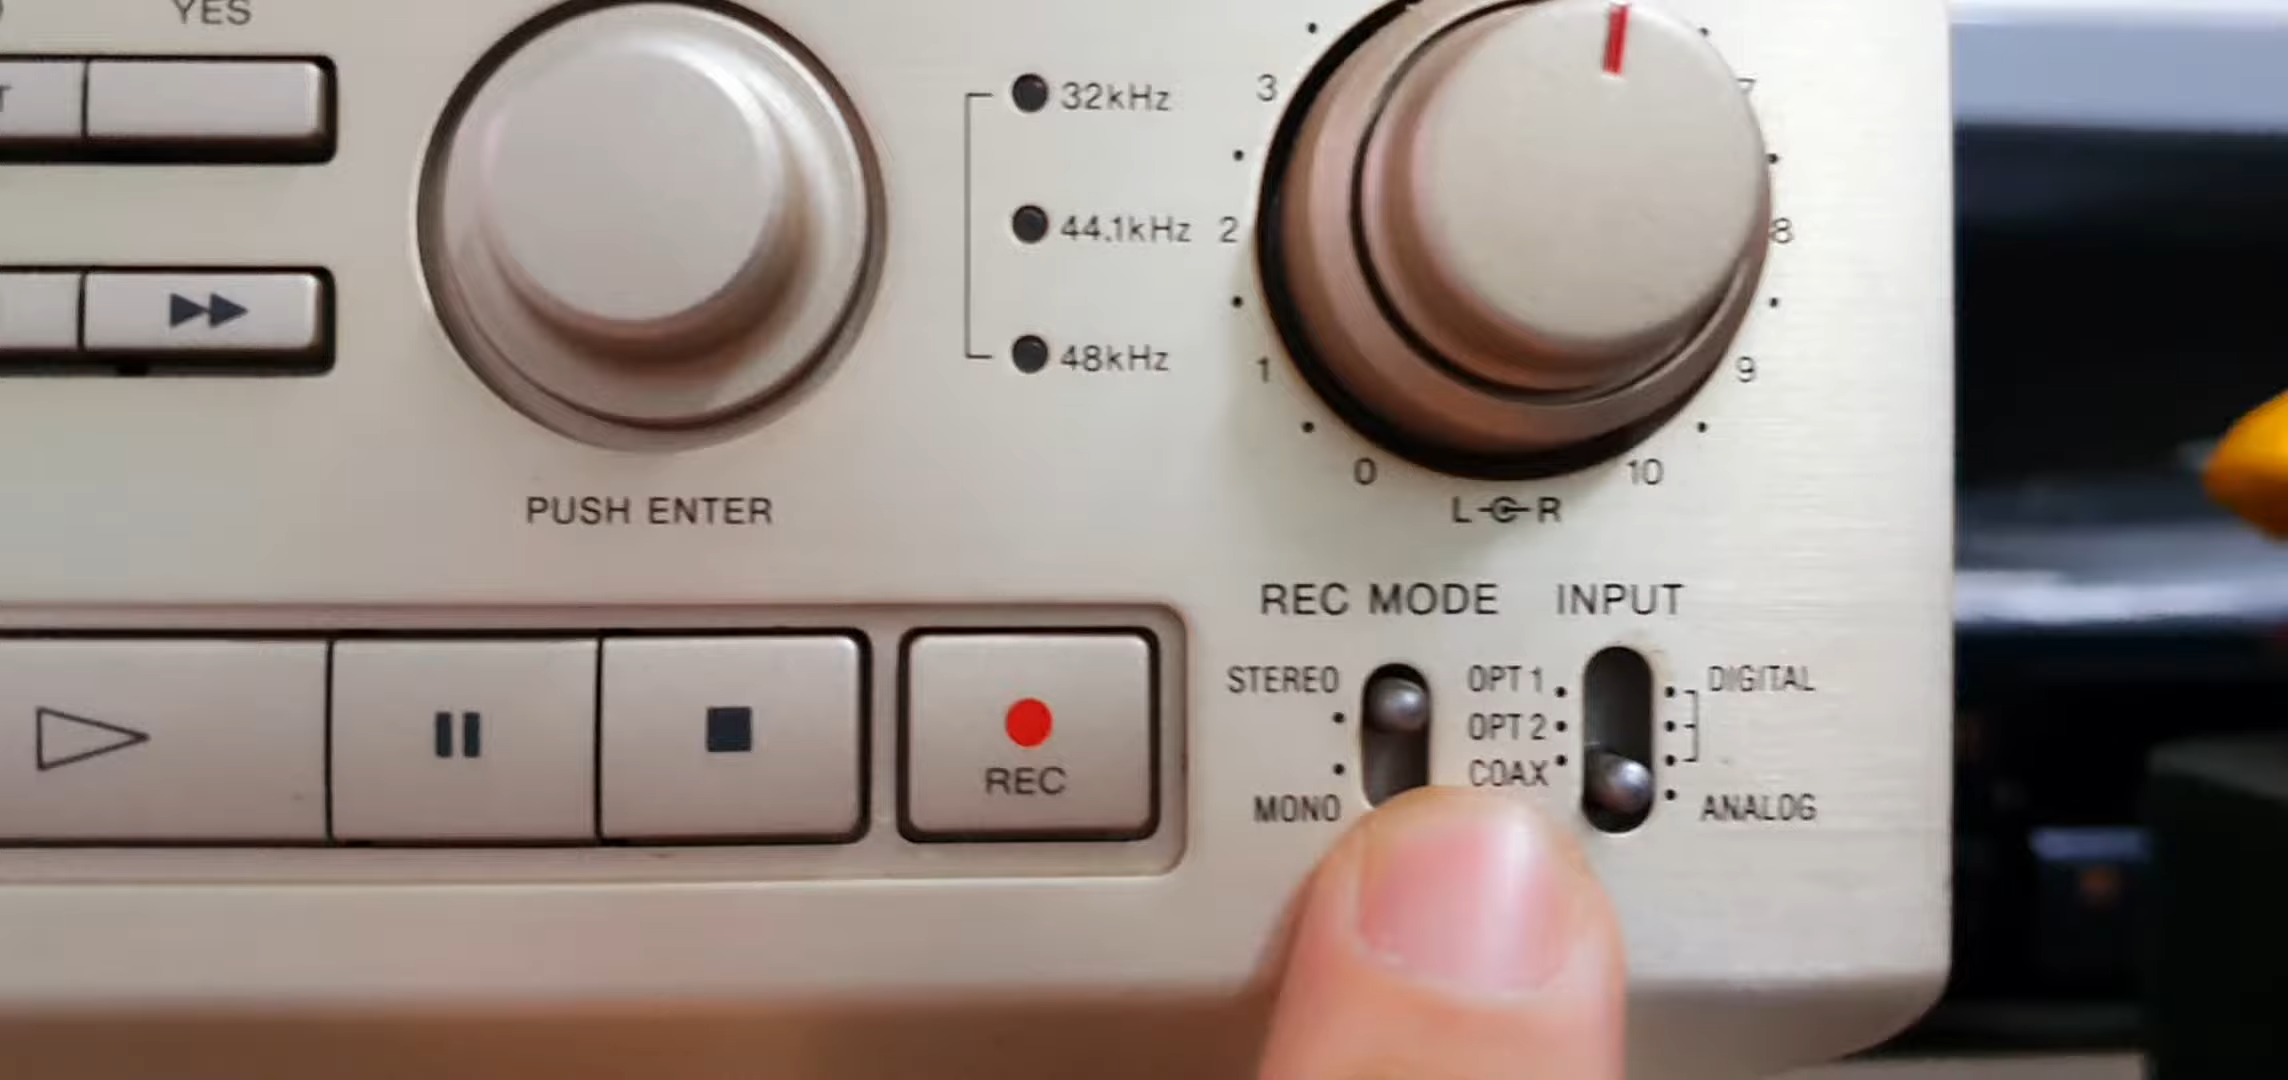 YES
32kHz
44.1kHz
48kHz
3
2
1
0
7
8
9
10
L R
PUSH ENTER
REC MODE
INPUT
STEREO
MONO
OPT 1
OPT 2
COAX
DIGITAL
ANALOG
REC